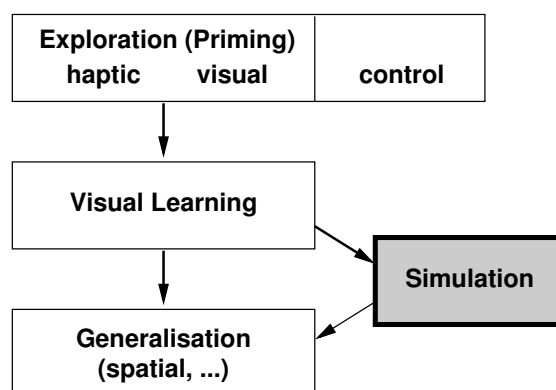 Exploration (Priming)
haptic visual control
Visual Learning
Simulation
Generalisation
(spatial, ...)